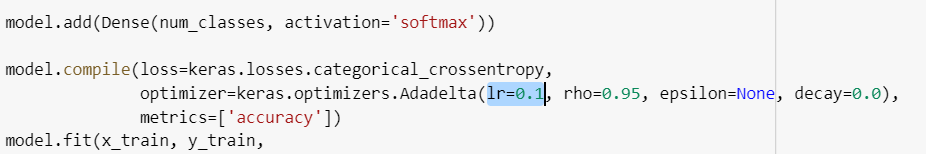 model.add(Dense(num_classes, activation='softmax'))
model.compile(loss=keras.losses.categorical_crossentropy,
optimizer=keras.optimizers.Adadelta(lr=0.1, rho=0.95, epsilon=None, decay=0.0),
metrics=['accuracy'])
model.fit(x_train, y_train,